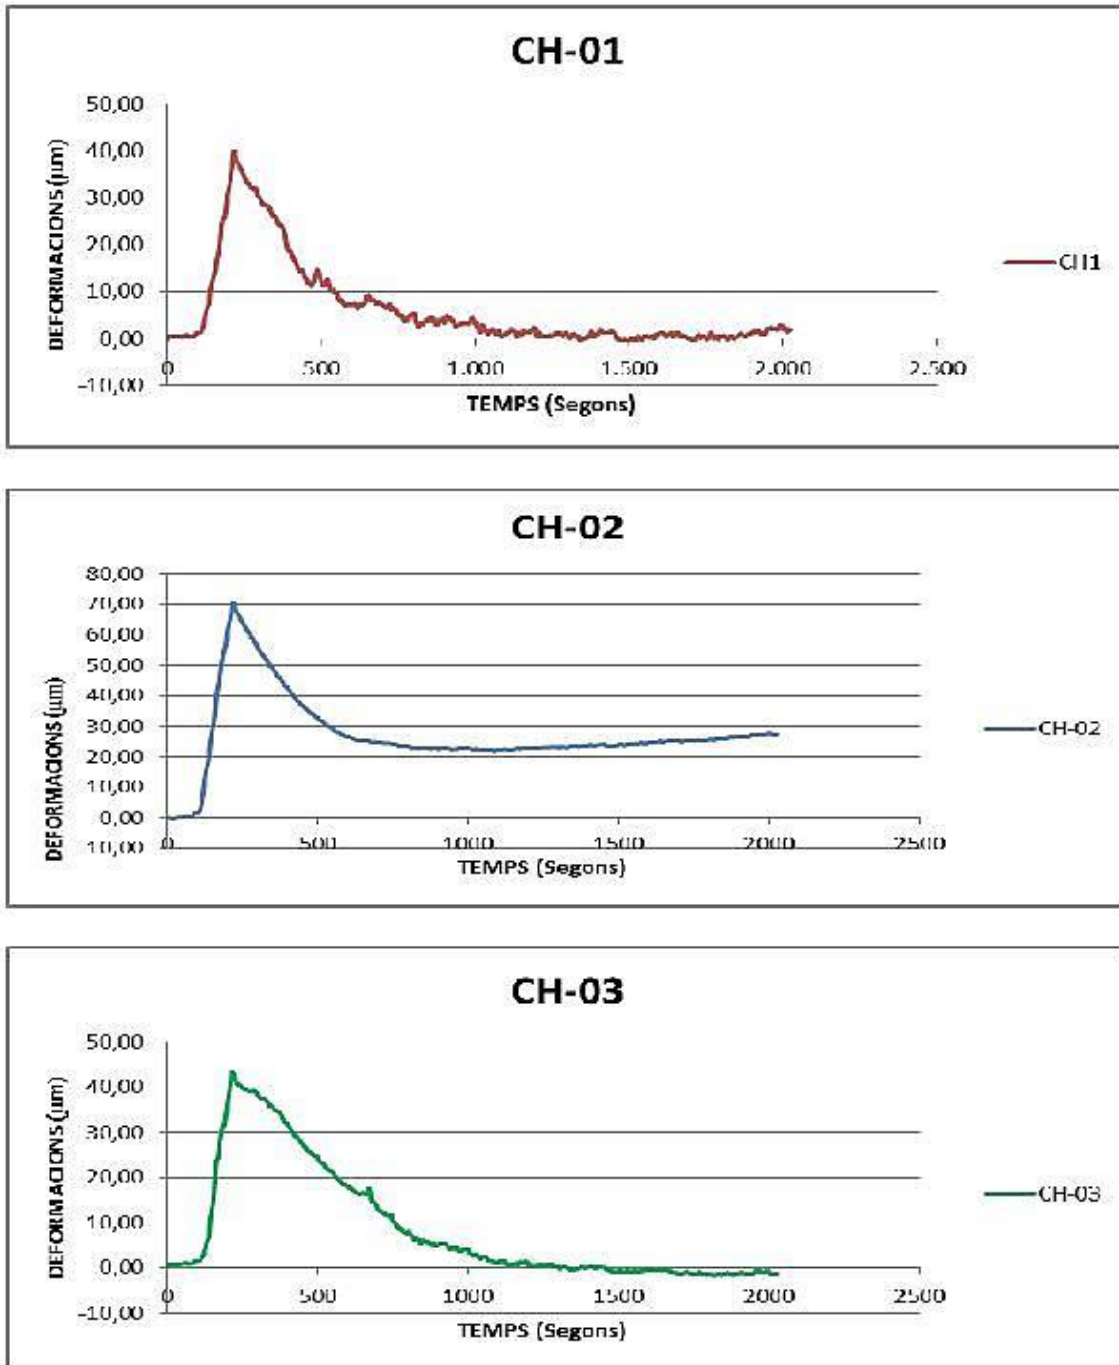 CH-01
50,00
40,00
30,00
20,00
10,00
0,00
-10,00
DEFORMACIONS (µm)
0 500 1.000 1.500 2.000 2.500
TEMPS (Segons)
CH1
CH-02
80,00
70,00
60,00
50,00
40,00
30,00
20,00
10,00
0,00
10,00
DEFORMACIONS (µm)
0 500 1000 1500 2000 2500
TEMPS (Segons)
CH-02
CH-03
50,00
40,00
30,00
20,00
10,00
0,00
-10,00
DEFORMACIONS (µm)
0 500 1000 1500 2000 2500
TEMPS (Segons)
CH-03